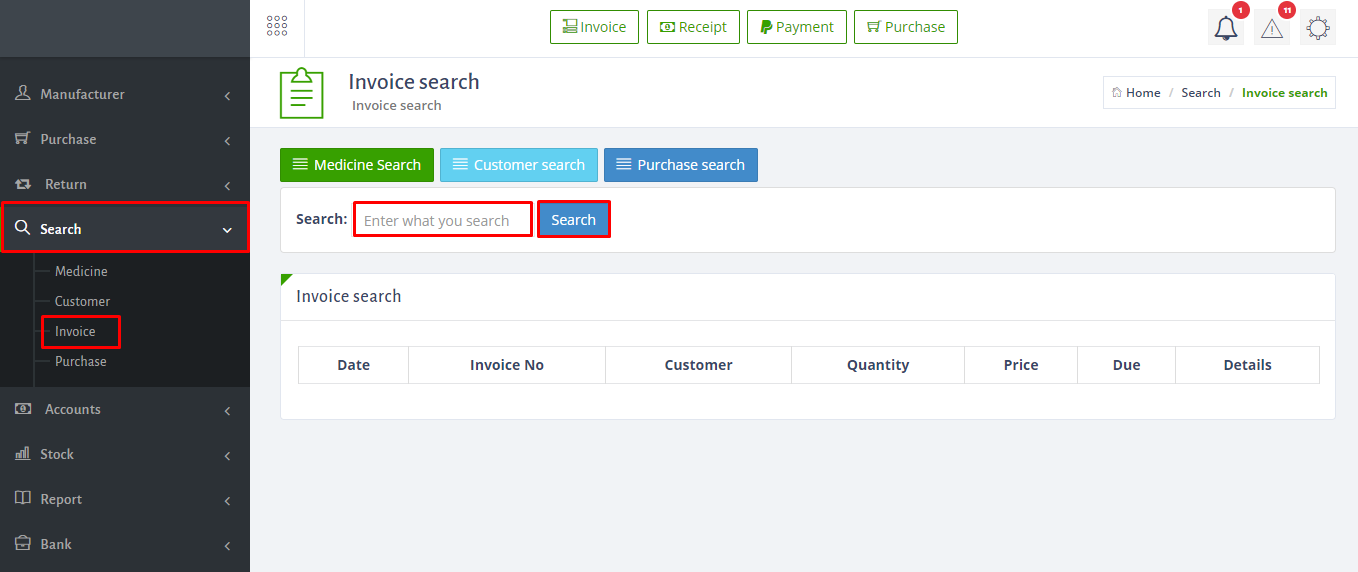 Invoice
Receipt
Payment
Purchase
1
11
Manufacturer
Purchase
Return
Search
Medicine
Customer
Invoice
Purchase
Accounts
Stock
Report
Bank
Invoice search
Invoice search
Home / Search / Invoice search
Medicine Search
Customer search
Purchase search
Search: Enter what you search Search
Invoice search
Date Invoice No Customer Quantity Price Due Details